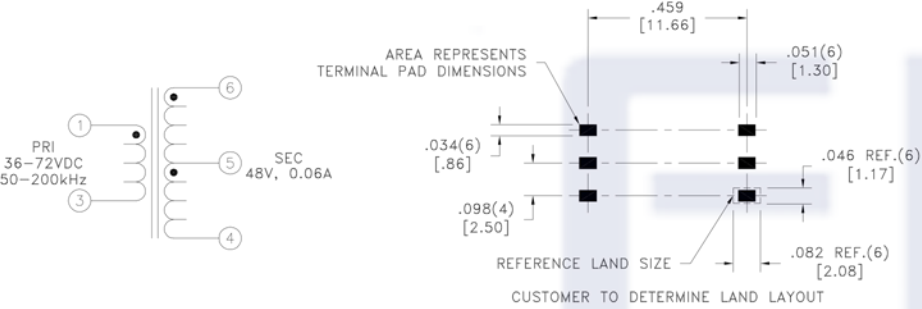 1
3
PRI
36-72VDC
50-200kHz
6
5
4
SEC
48V, 0.06A
AREA REPRESENTS
TERMINAL PAD DIMENSIONS
.459
[11.66]
.051(6)
[1.30]
.034(6)
[.86]
.098(4)
[2.50]
.046 REF.(6)
[1.17]
.082 REF.(6)
[2.08]
REFERENCE LAND SIZE
CUSTOMER TO DETERMINE LAND LAYOUT